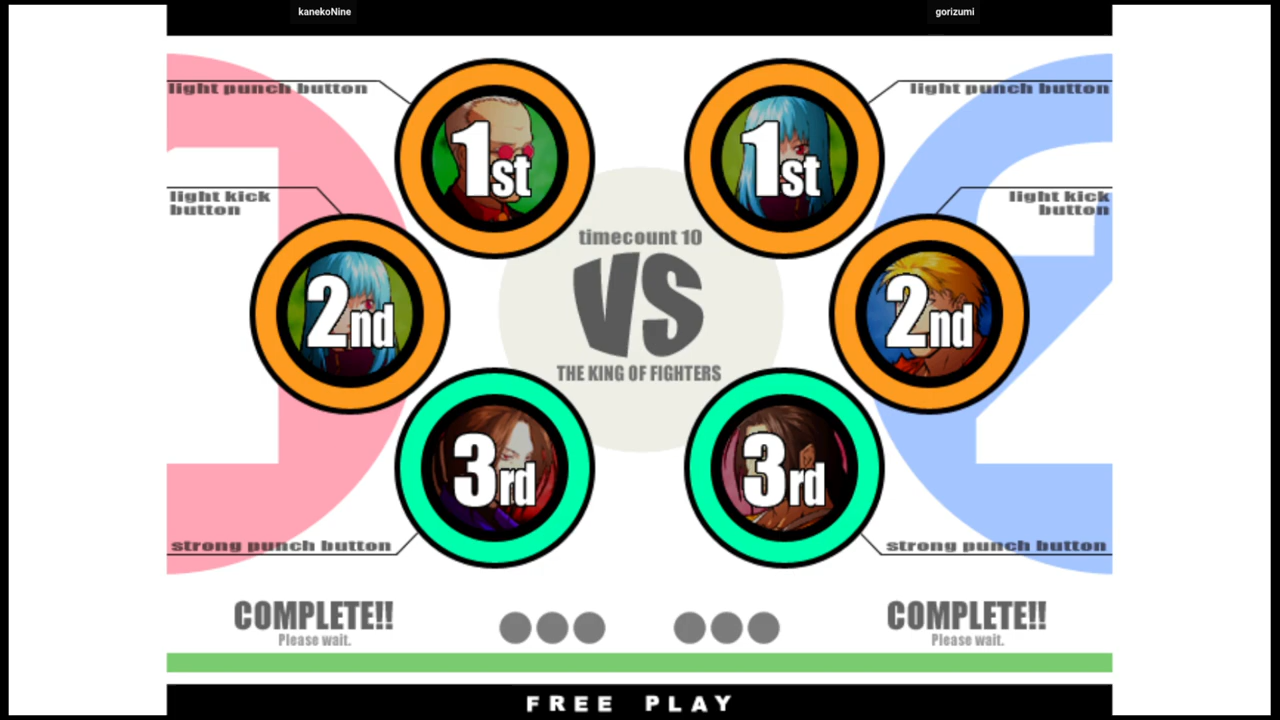 kanekoNine
gorizumi
light punch button
light punch button
1st
1st
light kick
button
light kick
button
timecount 10
VS
THE KING OF FIGHTERS
2nd
2nd
3rd
3rd
strong punch button
strong punch button
COMPLETE!!
Please wait.
COMPLETE!!
Please wait.
FREE PLAY